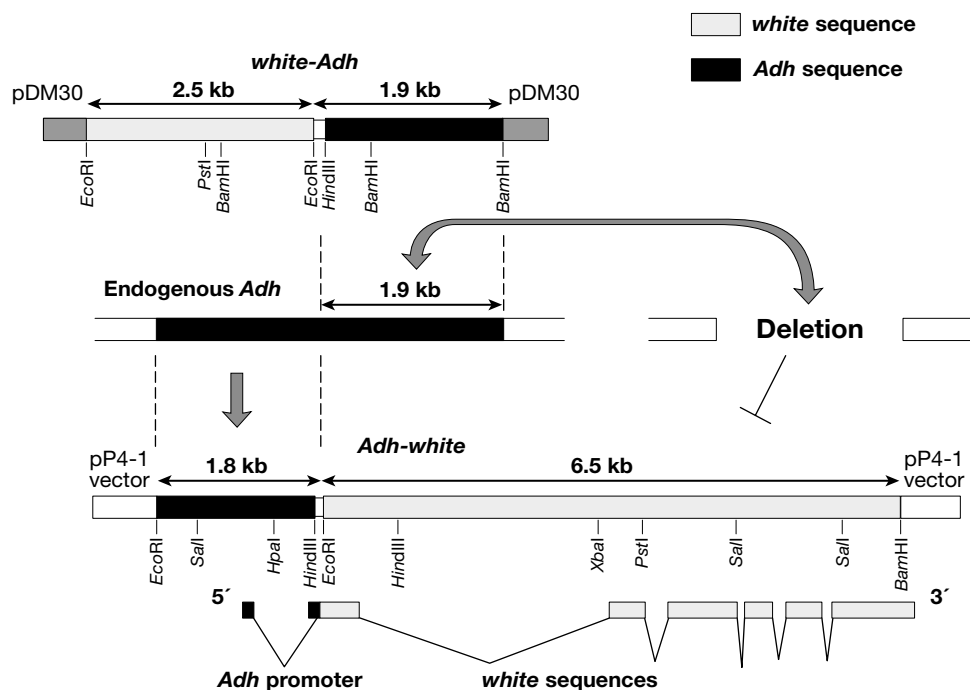 white sequence
Adh sequence
white-Adh
pDM30
2.5 kb
1.9 kb
pDM30
EcoRI
PstI
BamHI
EcoRI
HindIII
BamHI
BamHI
Endogenous Adh
1.9 kb
Deletion
Adh-white
pP4-1
vector
1.8 kb
6.5 kb
pP4-1
vector
EcoRI
SalI
HpaI
HindIII
EcoRI
HindIII
XbaI
PstI
SalI
SalI
BamHI
5´
3´
Adh promoter
white sequences